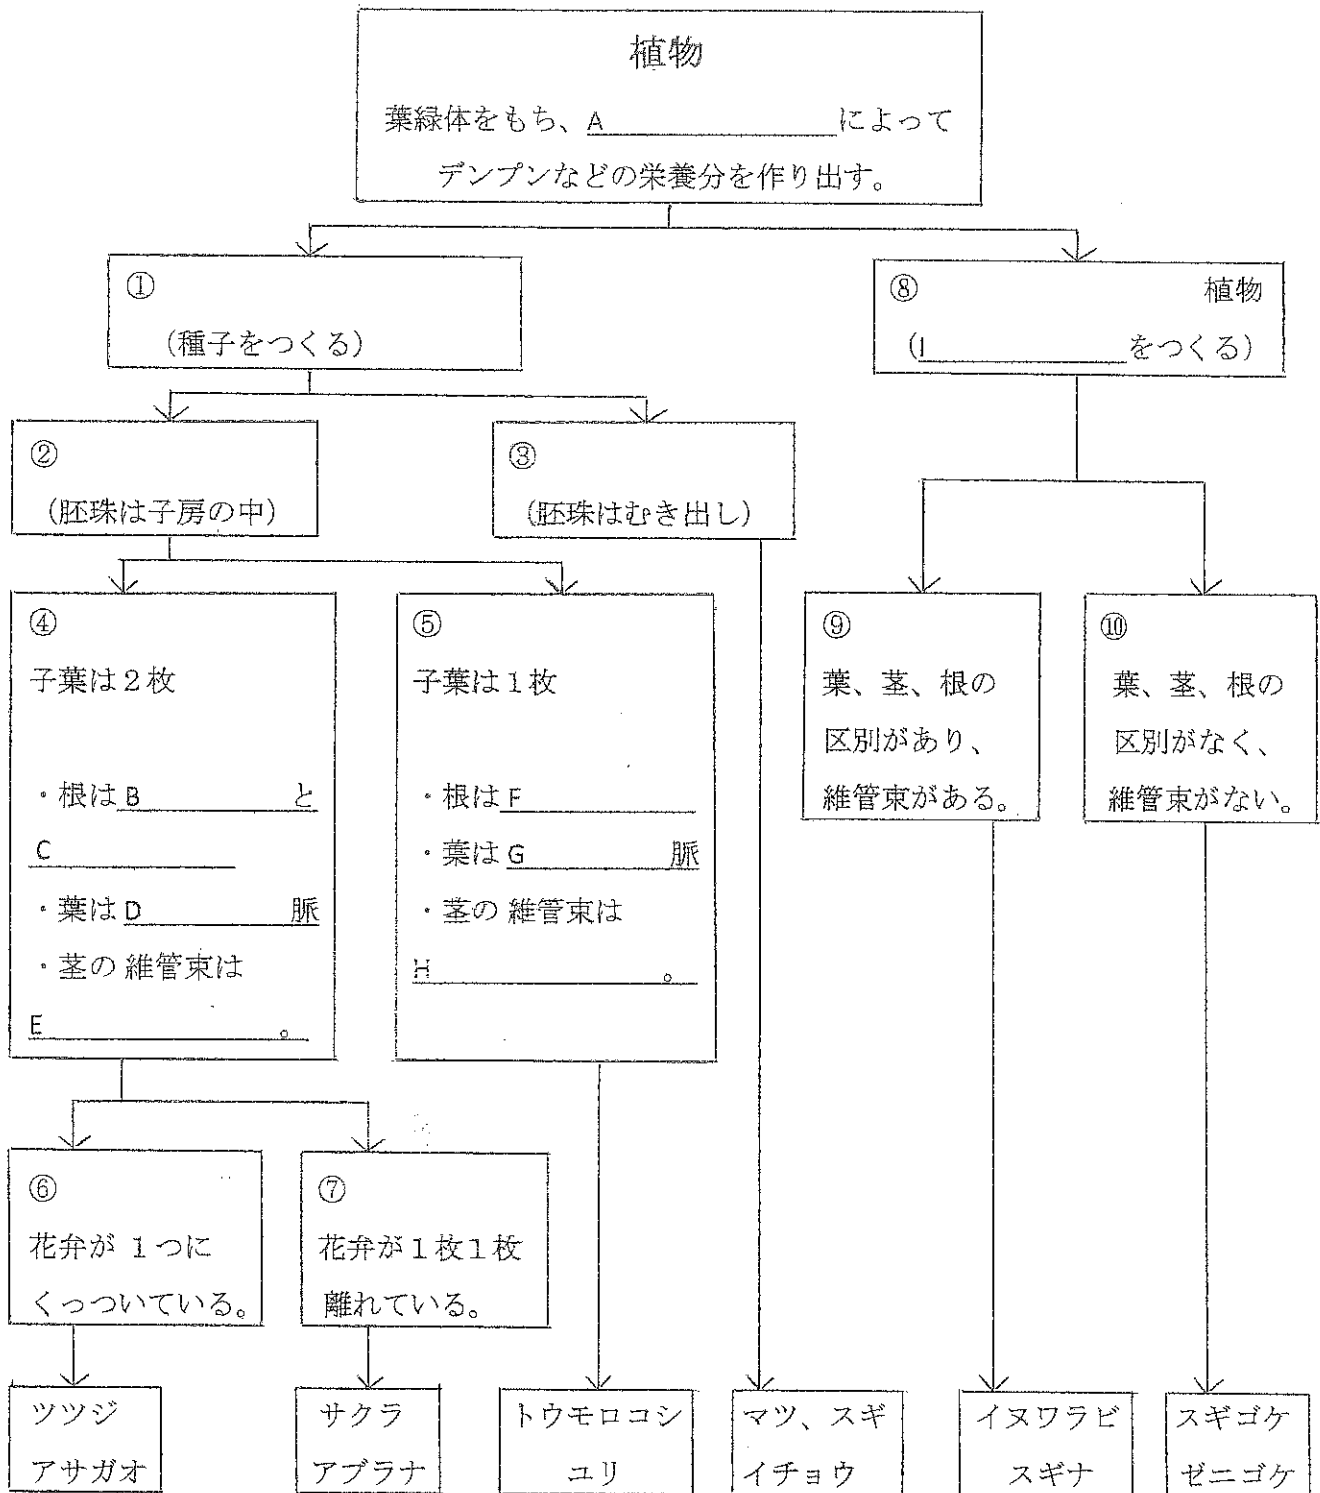 植物
葉緑体をもち、A によって
デンプンなどの栄養分を作り出す。
①
(種子をつくる)
⑧ 植物
(I をつくる)
②
(胚珠は子房の中)
③
(胚珠はむき出し)
④
子葉は2枚
・根は B と
C
・葉は D 脈
・茎の 維管束は
E 。
⑤
子葉は1枚
・根は F
・葉は G 脈
・茎の 維管束は
H 。
⑨
葉、茎、根の
区別があり、
維管束がある。
⑩
葉、茎、根の
区別がなく、
維管束がない。
⑥
花弁が 1つに
くっついている。
⑦
花弁が1枚1枚
離れている。
ツツジ
アサガオ
サクラ
アブラナ
トウモロコシ
ユリ
マツ、スギ
イチョウ
イヌワラビ
スギナ
スギゴケ
ゼニゴケ